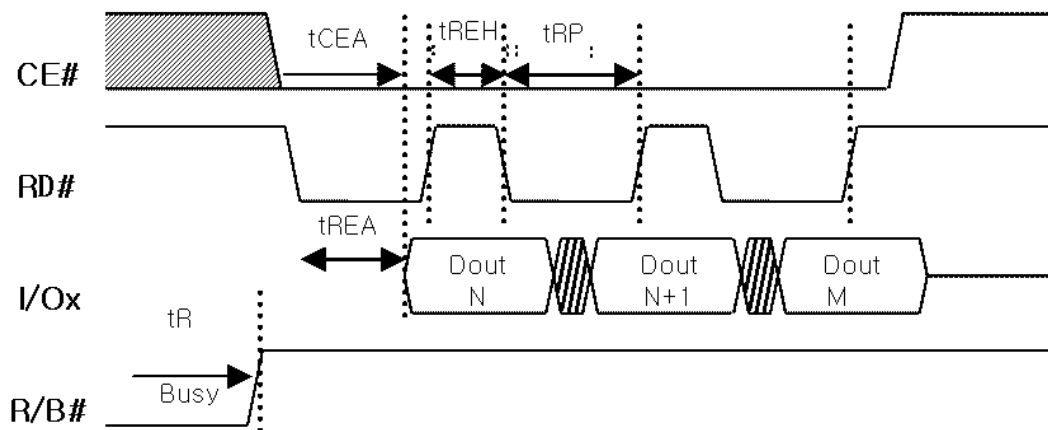 tCEA
tREH
tRP
CE#
RD#
tREA
Dout
N
Dout
N+1
Dout
M
I/Ox
tR
Busy
R/B#